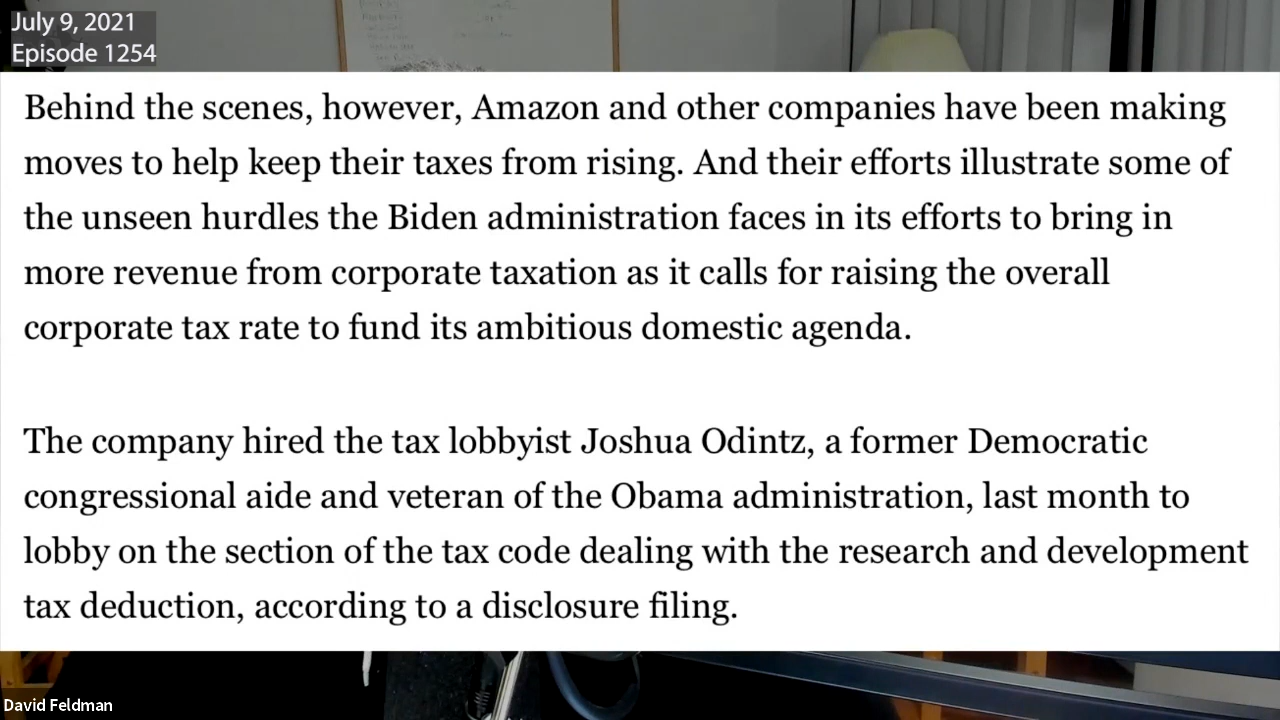 July 9, 2021
Episode 1254
Behind the scenes, however, Amazon and other companies have been making
moves to help keep their taxes from rising. And their efforts illustrate some of
the unseen hurdles the Biden administration faces in its efforts to bring in
more revenue from corporate taxation as it calls for raising the overall
corporate tax rate to fund its ambitious domestic agenda.
The company hired the tax lobbyist Joshua Odintz, a former Democratic
congressional aide and veteran of the Obama administration, last month to
lobby on the section of the tax code dealing with the research and development
tax deduction, according to a disclosure filing.
David Feldman